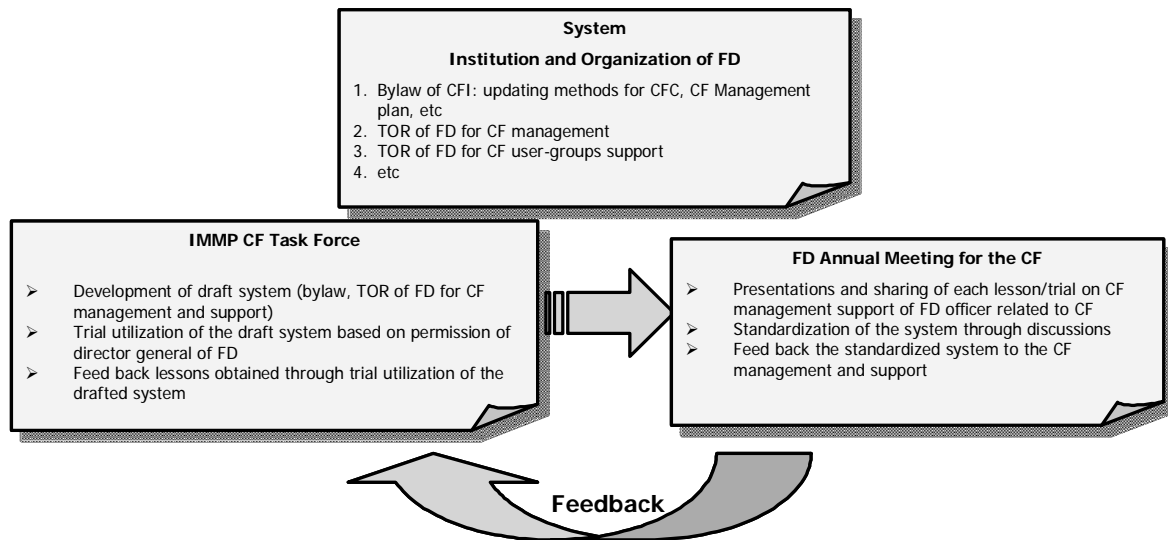 System
Institution and Organization of FD
1. Bylaw of CFI: updating methods for CFC, CF Management
plan, etc
2. TOR of FD for CF management
3. TOR of FD for CF user-groups support
4. etc
IMMP CF Task Force
➢ Development of draft system (bylaw, TOR of FD for CF
management and support)
➢ Trial utilization of the draft system based on permission of
director general of FD
➢ Feed back lessons obtained through trial utilization of the
drafted system
FD Annual Meeting for the CF
➢ Presentations and sharing of each lesson/trial on CF
management support of FD officer related to CF
➢ Standardization of the system through discussions
➢ Feed back the standardized system to the CF
management and support
Feedback